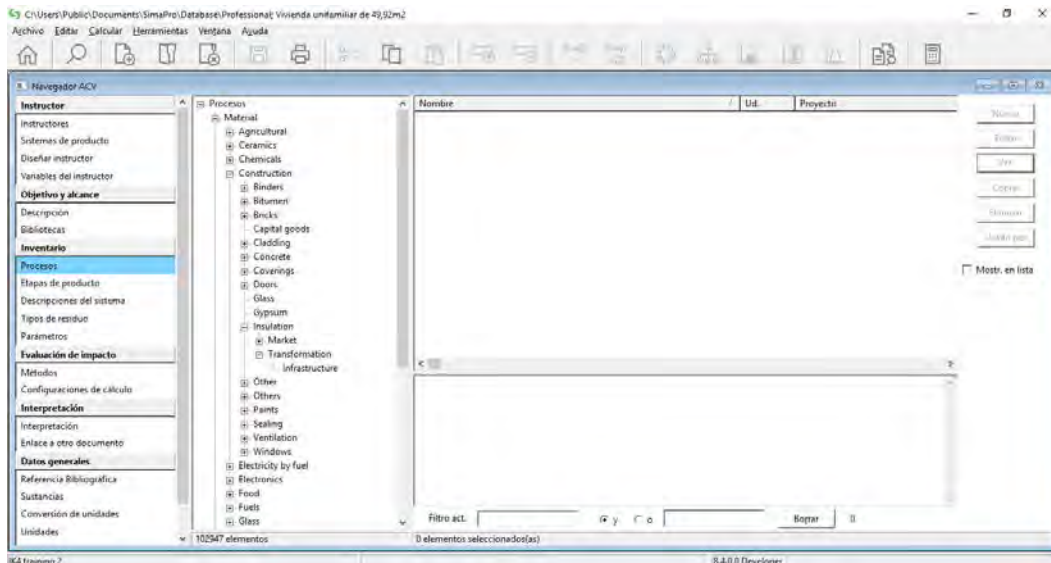 C:\Users\Public\Documents\SimaPro\Database\Professional; Vivienda unifamiliar de 49,92m2
Archivo Editar Calcular Herramientas Ventana Ayuda
Navegador ACV
Instructor
Instructores
Sistemas de producto
Diseñar instructor
Variables del instructor
Objetivo y alcance
Descripción
Bibliotecas
Inventario
Procesos
Etapas de producto
Descripciones del sistema
Tipos de residuo
Parametros
Evaluación de impacto
Métodos
Configuraciones de cálculo
Interpretación
Interpretación
Enlace a otro documento
Datos generales
Referencia Bibliográfica
Sustancias
Conversión de unidades
Unidades
Procesos
Material
Agricultural
Ceramics
Chemicals
Construction
Binders
Bitumen
Bricks
Capital goods
Cladding
Concrete
Coverings
Doors
Glass
Gypsum
Insulation
Market
Transformation
Infrastructure
Other
Others
Paints
Sealing
Ventilation
Windows
Electricity by fuel
Electronics
Food
Fuels
Glass
102947 elementos
Nombre / Ud. Proyecto
Ver
Copiar
Mostr. en lista
Filtro act. y o Borrar 0
0 elementos seleccionados(as)
IK4 training 2
8.4.0.0 Developer